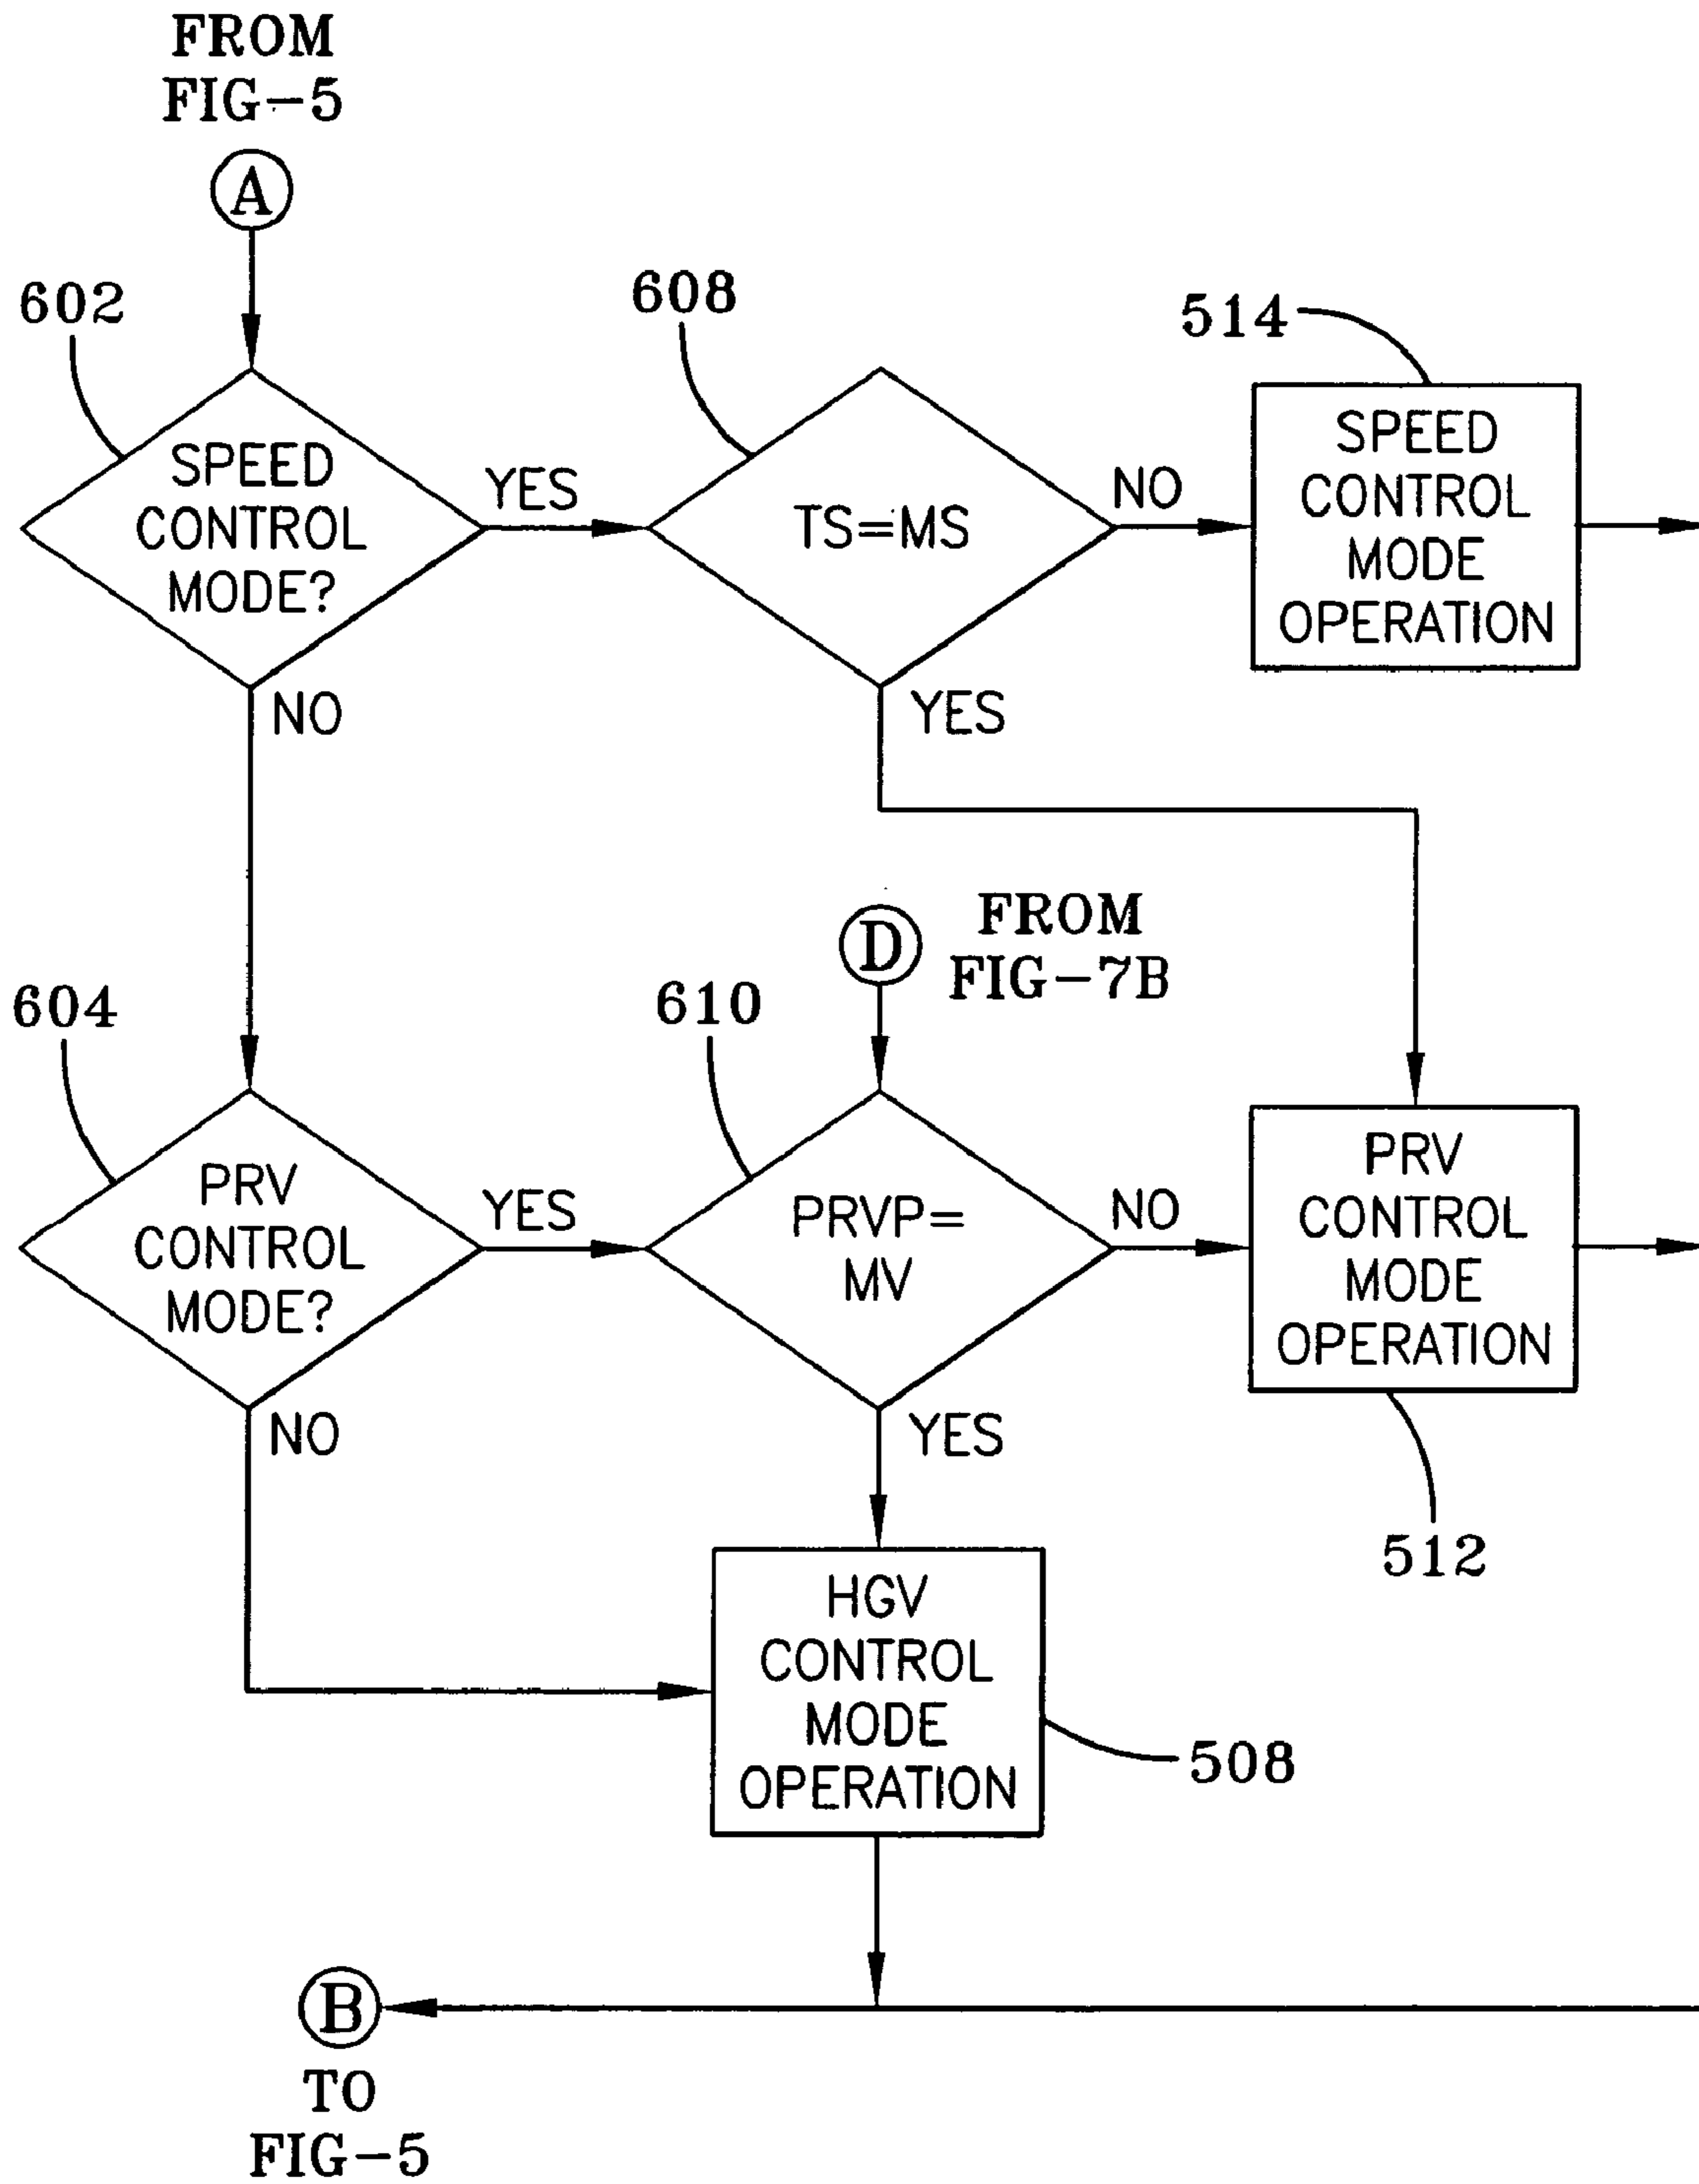 FROM
FIG-5
A
602
608
514
SPEED
CONTROL
MODE?
YES
TS=MS
NO
SPEED
CONTROL
MODE
OPERATION
NO
YES
D
FROM
FIG-7B
604
610
PRV
CONTROL
MODE?
YES
PRVP=
MV
NO
PRV
CONTROL
MODE
OPERATION
NO
YES
512
HGV
CONTROL
MODE
OPERATION
508
B
TO
FIG-5